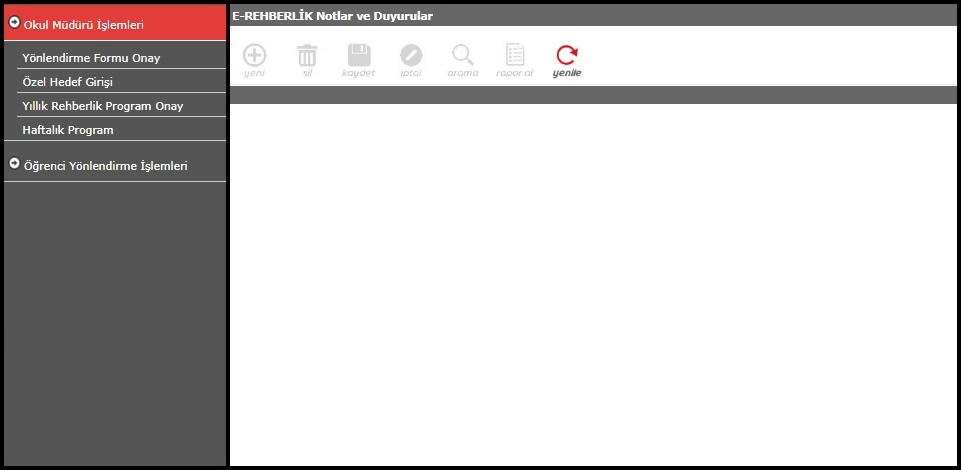 Okul Müdürü İşlemleri
Yönlendirme Formu Onay
Özel Hedef Girişi
Yıllık Rehberlik Program Onay
Haftalık Program
Öğrenci Yönlendirme İşlemleri
E-REHBERLİK Notlar ve Duyurular
yeni sil kaydet iptal arama rapor al yenile